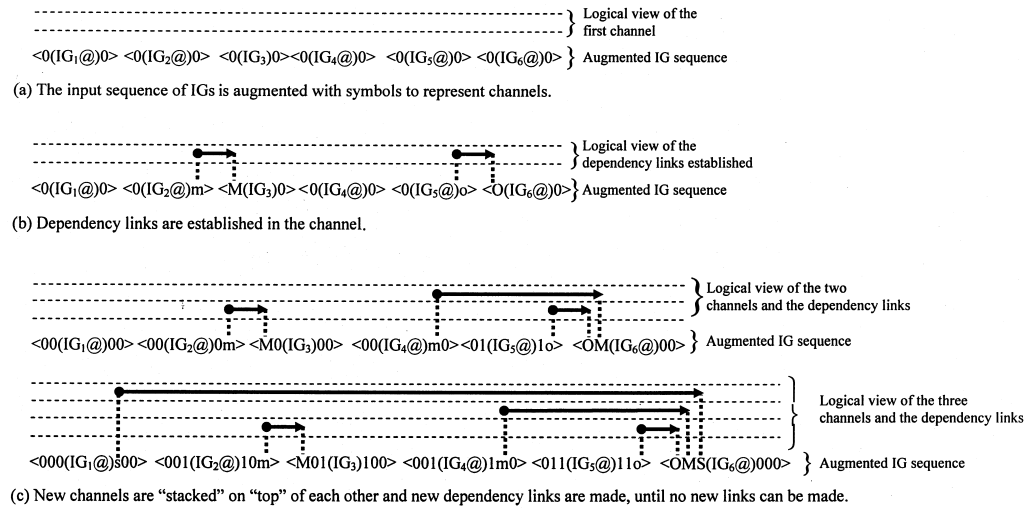 Logical view of the
first channel
<0(IG₁@)0> <0(IG₂@)0> <0(IG₃)0><0(IG₄@)0> <0(IG₅@)0> <0(IG₆@)0> } Augmented IG sequence
(a) The input sequence of IGs is augmented with symbols to represent channels.
Logical view of the
dependency links established
<0(IG₁@)0> <0(IG₂@)m> <M(IG₃)0><0(IG₄@)0> <0(IG₅@)o> <O(IG₆@)0> } Augmented IG sequence
(b) Dependency links are established in the channel.
Logical view of the two
channels and the dependency links
<00(IG₁@)00> <00(IG₂@)0m> <M0(IG₃)00> <00(IG₄@)m0><01(IG₅@)1o> <OM(IG₆@)00> } Augmented IG sequence
Logical view of the three
channels and the dependency links
<000(IG₁@)s00> <001(IG₂@)10m> <M01(IG₃)100> <001(IG₄@)1m0> <011(IG₅@)11o> <OMS(IG₆@)000> } Augmented IG sequence
(c) New channels are “stacked” on “top” of each other and new dependency links are made, until no new links can be made.